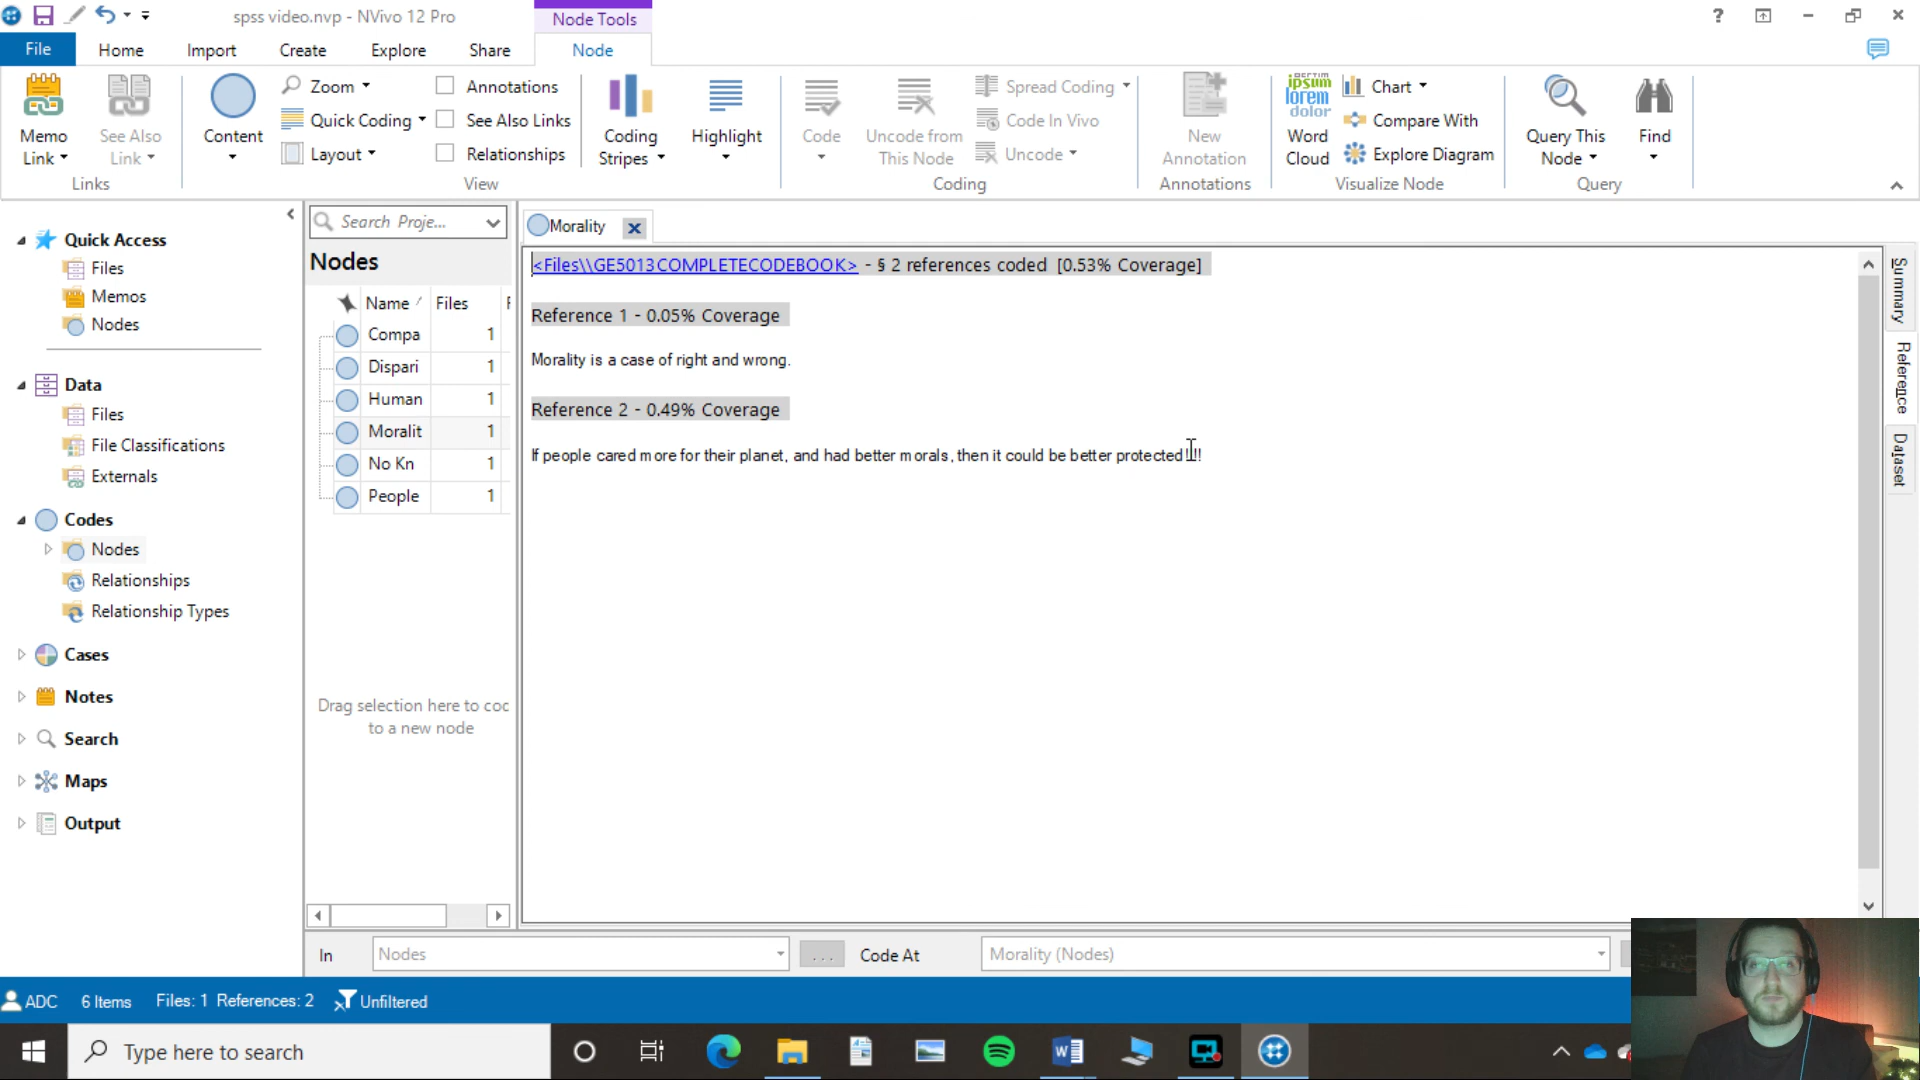 spss video.nvp - NVivo 12 Pro
Node Tools
?
File
Home
Import
Create
Explore
Share
Node
Memo
Link
See Also
Link
Links
Content
Zoom
Quick Coding
Layout
Annotations
See Also Links
Relationships
Coding
Stripes
Highlight
View
Code
Uncode from
This Node
Spread Coding
Code In Vivo
Uncode
Coding
New
Annotation
Annotations
ipsum
lorem
dolor
Word
Cloud
Chart
Compare With
Explore Diagram
Visualize Node
Query This
Node
Find
Query
Quick Access
Files
Memos
Nodes
Data
Files
File Classifications
Externals
Codes
Nodes
Relationships
Relationship Types
Cases
Notes
Search
Maps
Output
Search Proje...
Nodes
Name Files
Compa 1
Dispari 1
Human 1
Moralit 1
No Kn 1
People 1
Drag selection here to coc
to a new node
Morality
<Files\\GE5013COMPLETECODEBOOK> - § 2 references coded [0.53% Coverage]
Reference 1 - 0.05% Coverage
Morality is a case of right and wrong.
Reference 2 - 0.49% Coverage
If people cared more for their planet, and had better morals, then it could be better protected!!!
Summary
Reference
Dataset
In
Nodes
...
Code At
Morality (Nodes)
ADC
6 Items
Files: 1 References: 2
Unfiltered
Type here to search